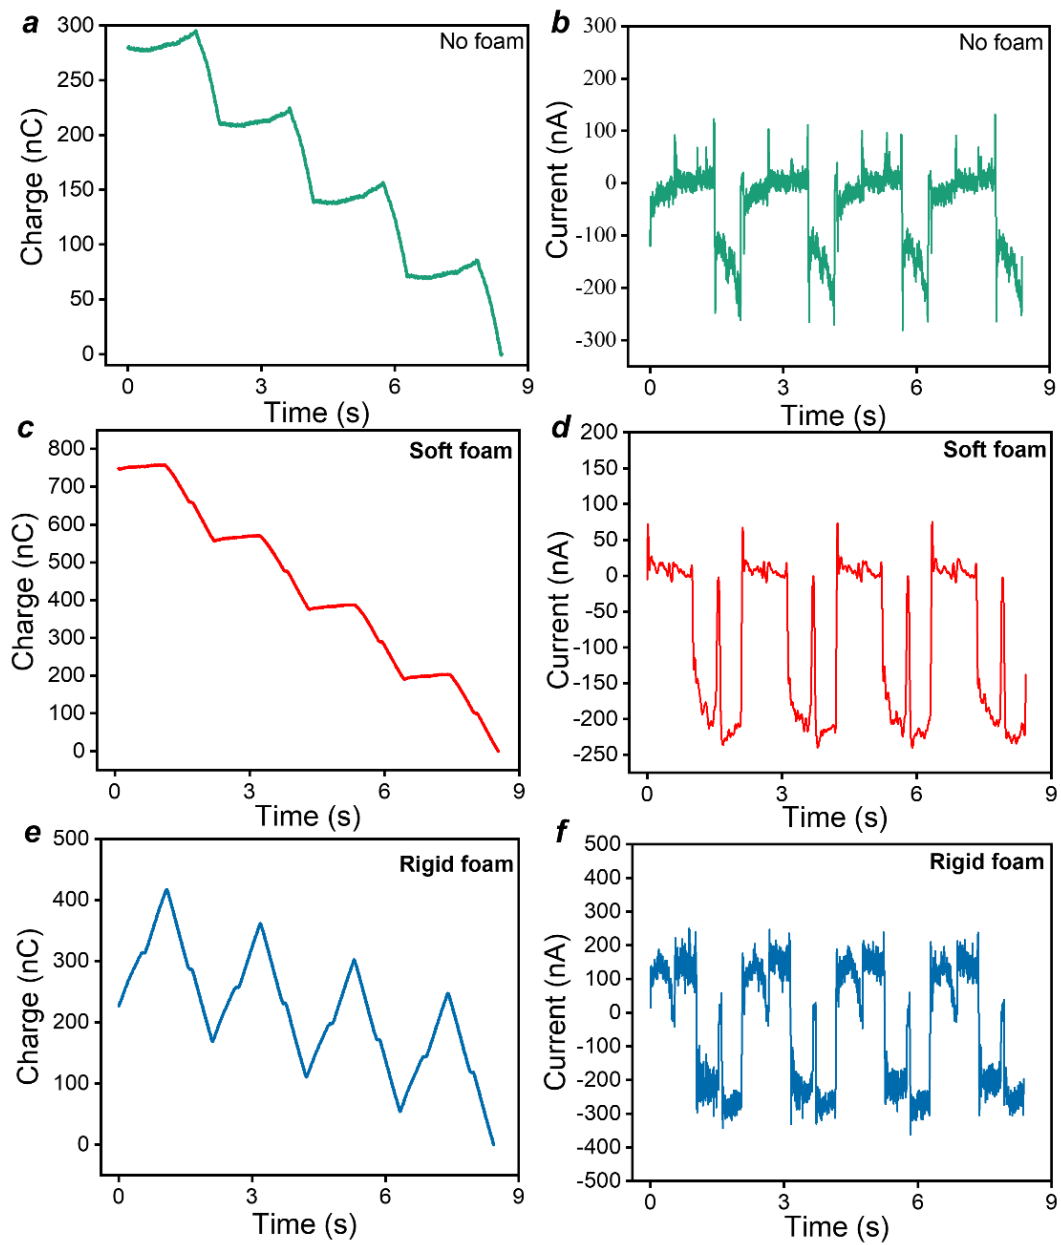 a
No foam
300
250
200
150
100
50
0
Charge (nC)
0 3 6 9
Time (s)
b
No foam
300
200
100
0
-100
-200
-300
Current (nA)
0 3 6 9
Time (s)
c
Soft foam
800
700
600
400
300
200
100
0
Charge (nC)
0 3 6 9
Time (s)
d
Soft foam
200
150
100
50
0
-50
-100
-150
-200
-250
Current (nA)
0 3 6 9
Time (s)
e
Rigid foam
500
400
300
200
100
0
Charge (nC)
0 3 6 9
Time (s)
f
Rigid foam
500
400
300
200
100
0
-100
-200
-300
-400
-500
Current (nA)
0 3 6 9
Time (s)